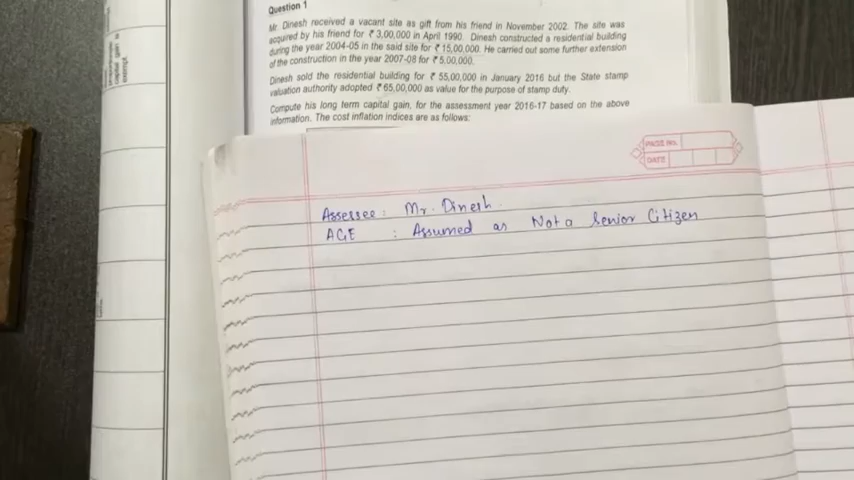 Question 1
Mr. Dinesh received a vacant site as gift from his friend in November 2002. The site was
acquired by his friend for ₹ 3,00,000 in April 1990. Dinesh constructed a residential building
during the year 2004-05 in the said site for ₹ 15,00,000. He carried out some further extension
of the construction in the year 2007-08 for ₹ 5,00,000.
Dinesh sold the residential building for ₹ 55,00,000 in January 2016 but the State stamp
valuation authority adopted ₹ 65,00,000 as value for the purpose of stamp duty.
Compute his long term capital gain, for the assessment year 2016-17 based on the above
information. The cost inflation indices are as follows:
PAGE No.
DATE
Assessee : Mr. Dinesh.
AGE : Assumed as Not a Senior Citizen
capital gain is
exempt